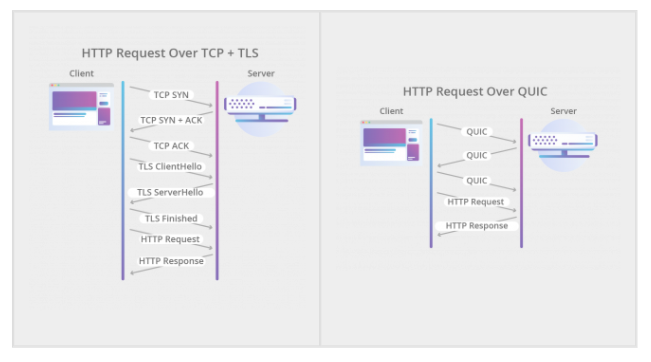 HTTP Request Over TCP + TLS
Client
Server
TCP SYN
TCP SYN + ACK
TCP ACK
TLS ClientHello
TLS ServerHello
TLS Finished
HTTP Request
HTTP Response
HTTP Request Over QUIC
Client
Server
QUIC
QUIC
QUIC
HTTP Request
HTTP Response